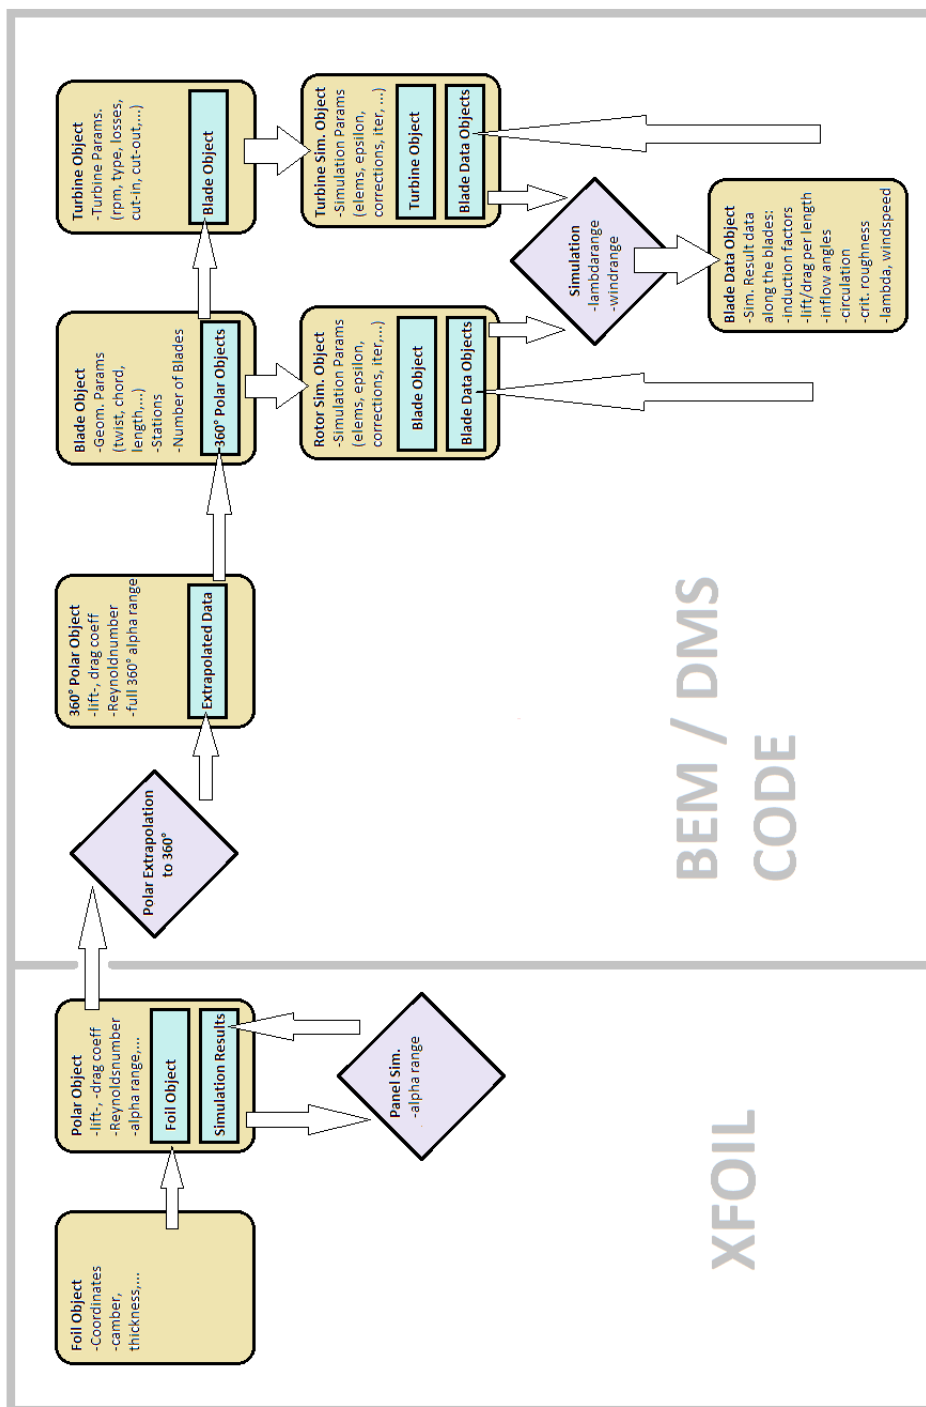 Foil Object
-Coordinates
-camber,
thickness,...
Polar Object
-lift-, -drag coeff
-Reynoldsnumber
-alpha range,...
Foil Object
Simulation Results
Panel Sim.
-alpha range
XFOIL
Polar Extrapolation
to 360°
360° Polar Object
-lift-, drag coeff
-Reynoldnumber
-full 360° alpha range
Extrapolated Data
Blade Object
-Geom. Params
(twist, chord,
length,...)
-Stations
-Number of Blades
-360° Polar Objects
Turbine Object
-Turbine Params.
(rpm, type, losses,
cut-in, cut-out,...)
Blade Object
Rotor Sim. Object
-Simulation Params
(elems, epsilon,
corrections, iter,...)
Blade Object
Blade Data Objects
Turbine Sim. Object
-Simulation Params
(elems, epsilon,
corrections, iter, ...)
Turbine Object
Blade Data Objects
Simulation
-lambdarange
-windrange
Blade Data Object
-Sim. Result data
along the blades:
-induction factors
-lift/drag per length
-inflow angles
-circulation
-crit. roughness
-lambda, windspeed
BEM / DMS
CODE